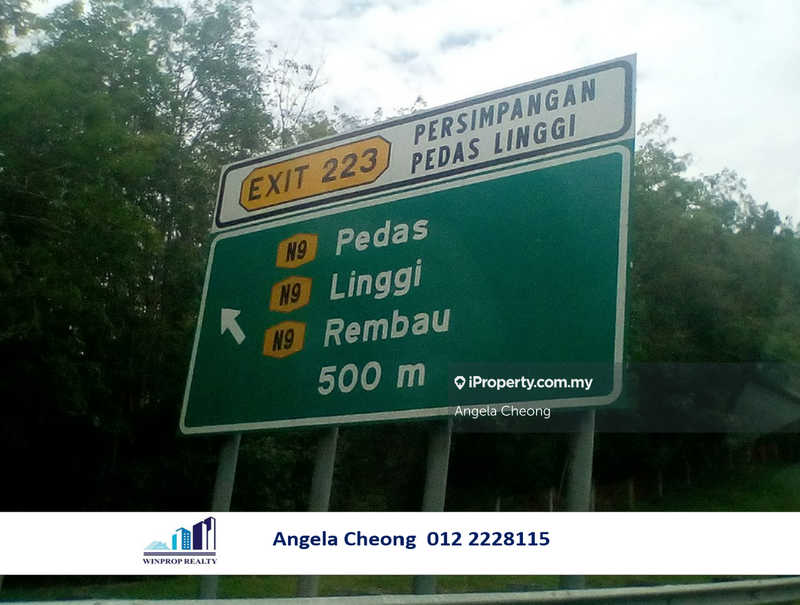 EXIT 223
PERSIMPANGAN
PEDAS LINGGI
N9 Pedas
N9 Linggi
N9 Rembau
500 m
iProperty.com.my
Angela Cheong
WINPROP REALTY
Angela Cheong 012 2228115